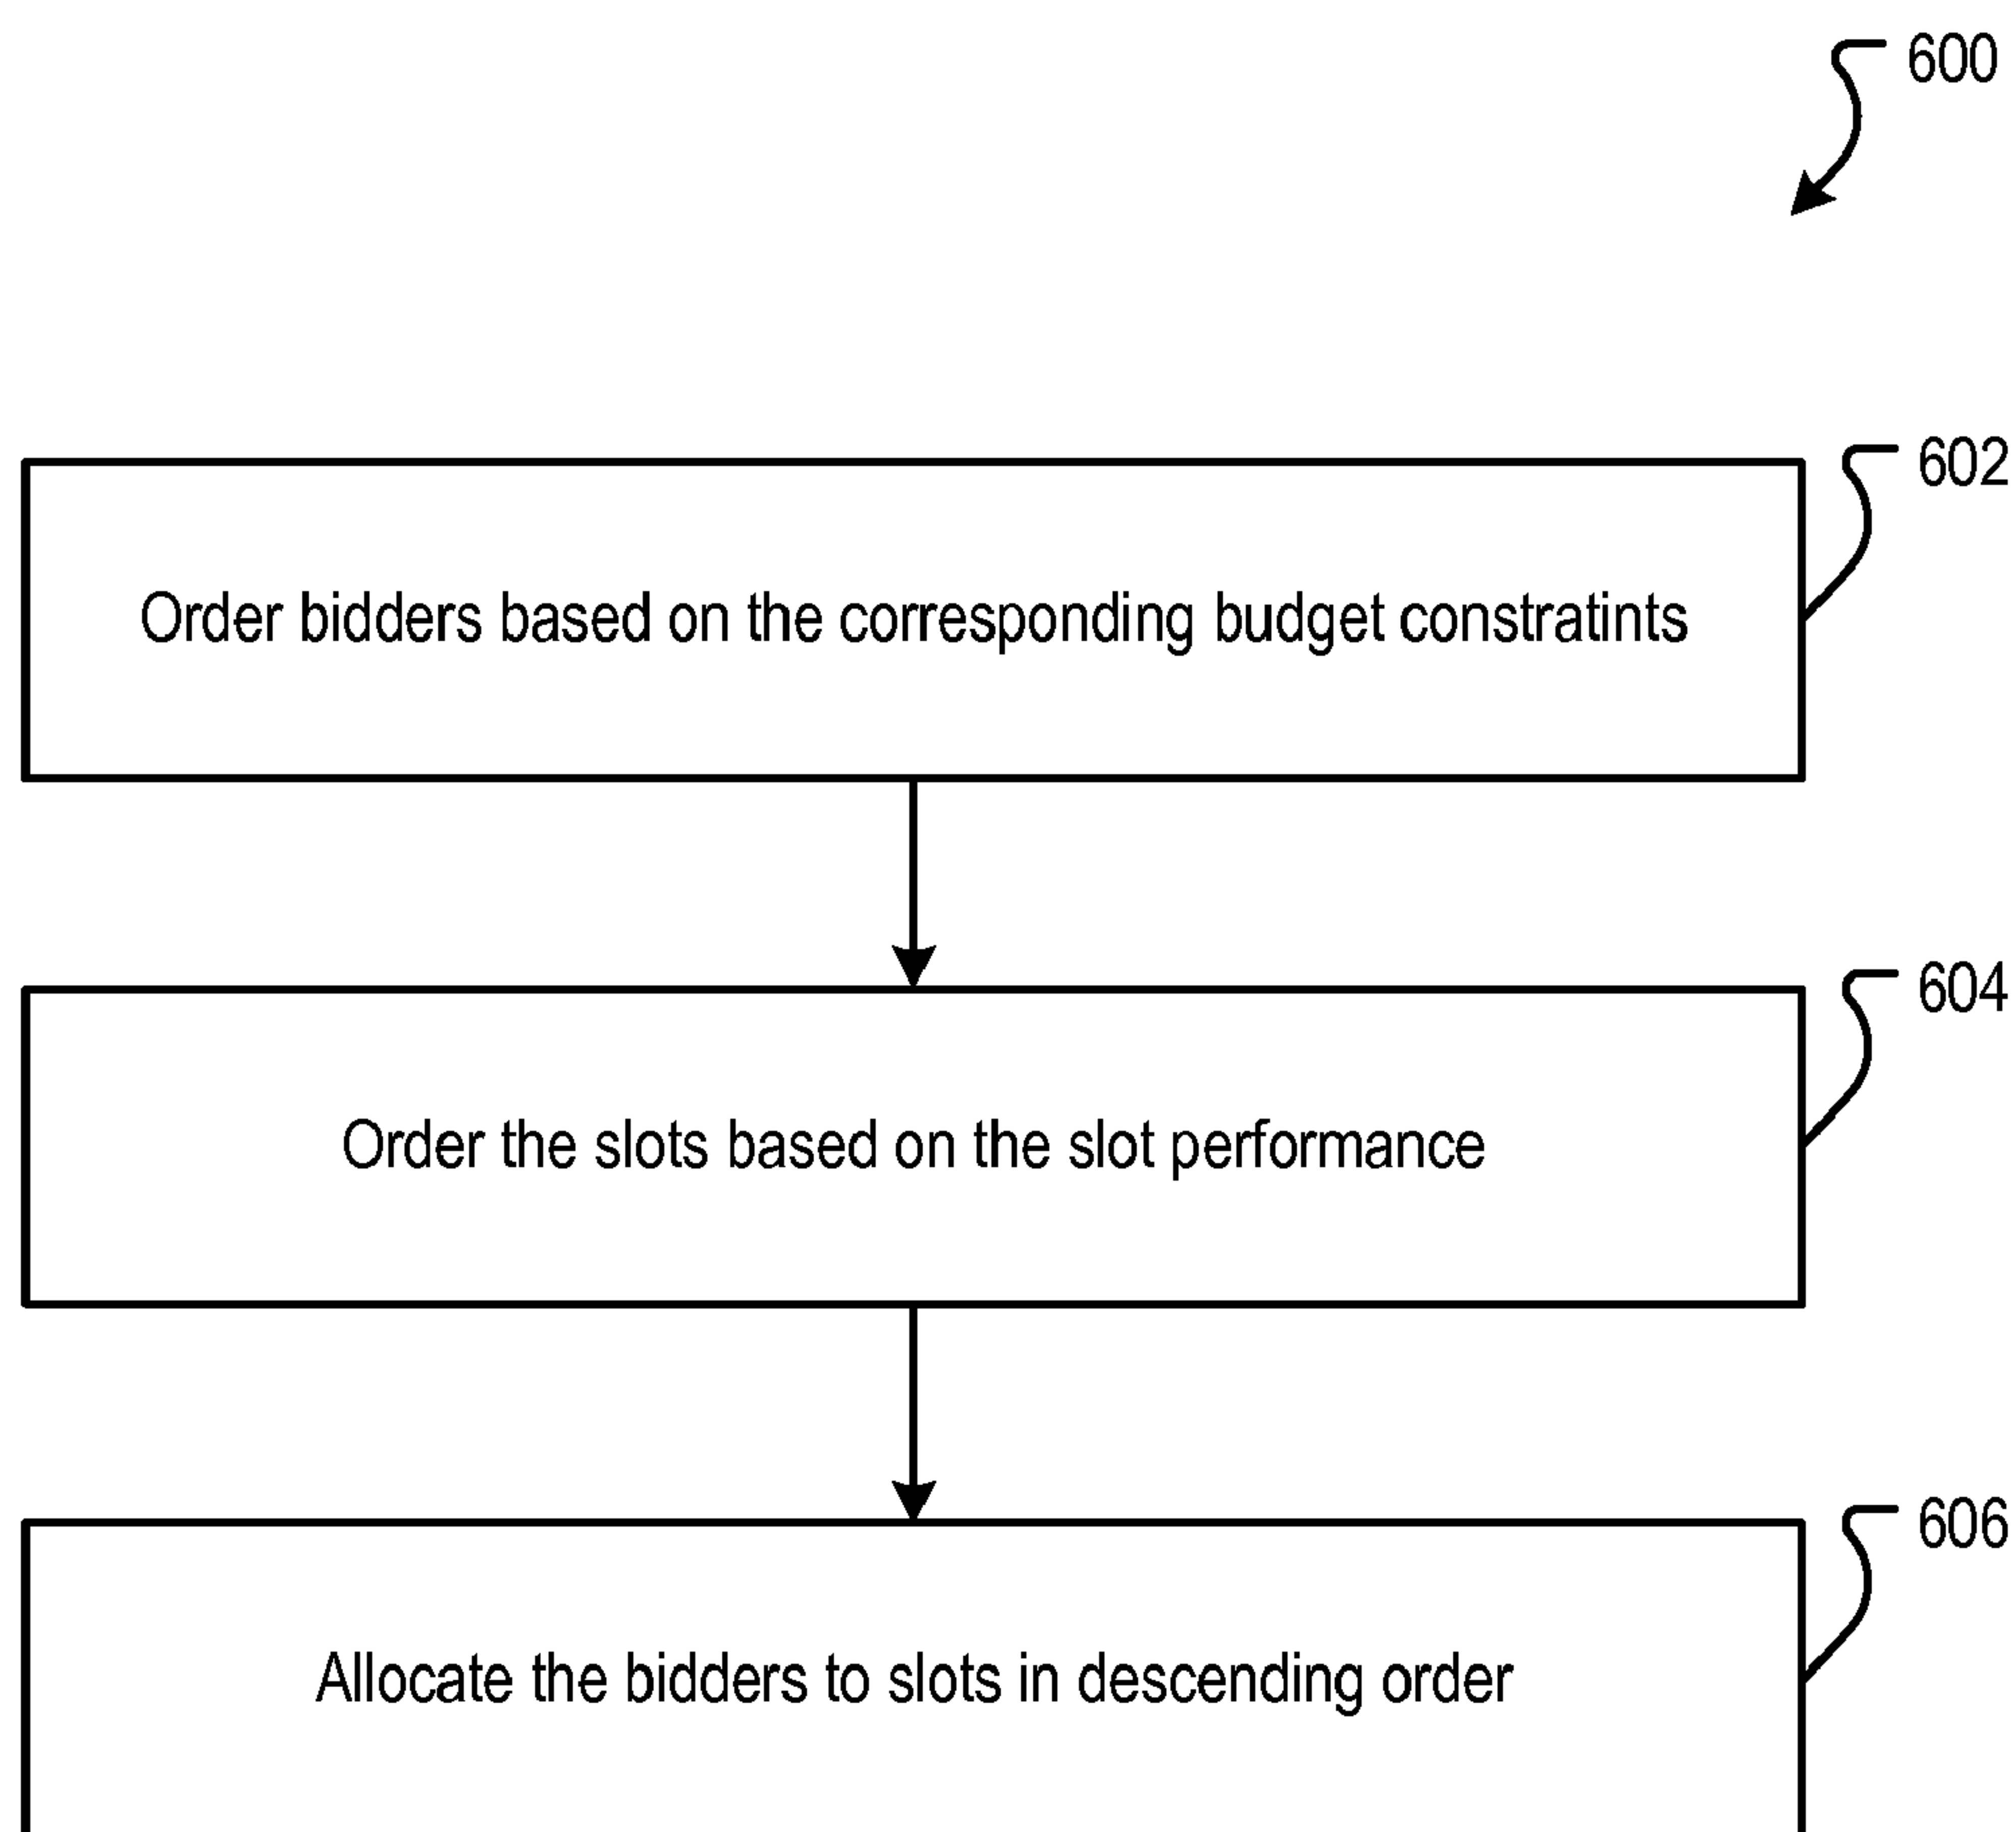 600
602
Order bidders based on the corresponding budget constratints
604
Order the slots based on the slot performance
606
Allocate the bidders to slots in descending order